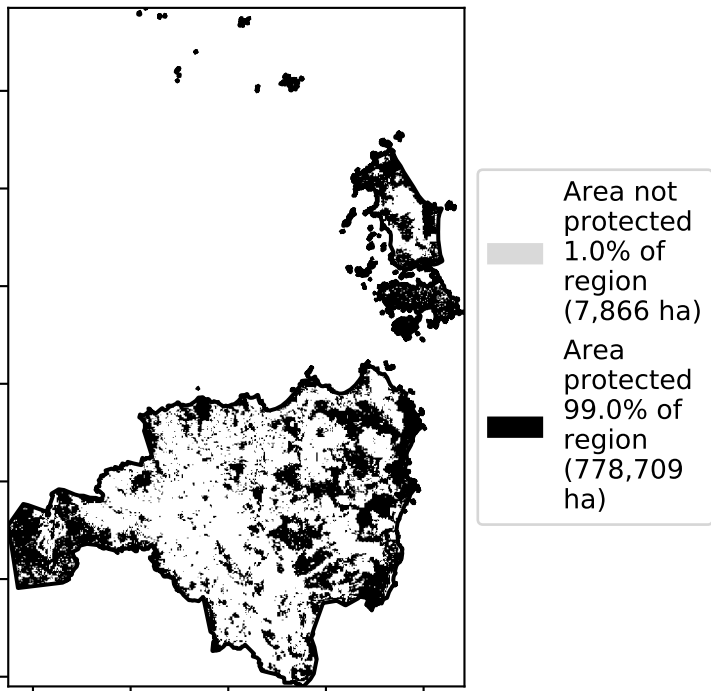 Area not
protected
1.0% of
region
(7,866 ha)
Area
protected
99.0% of
region
(778,709
ha)